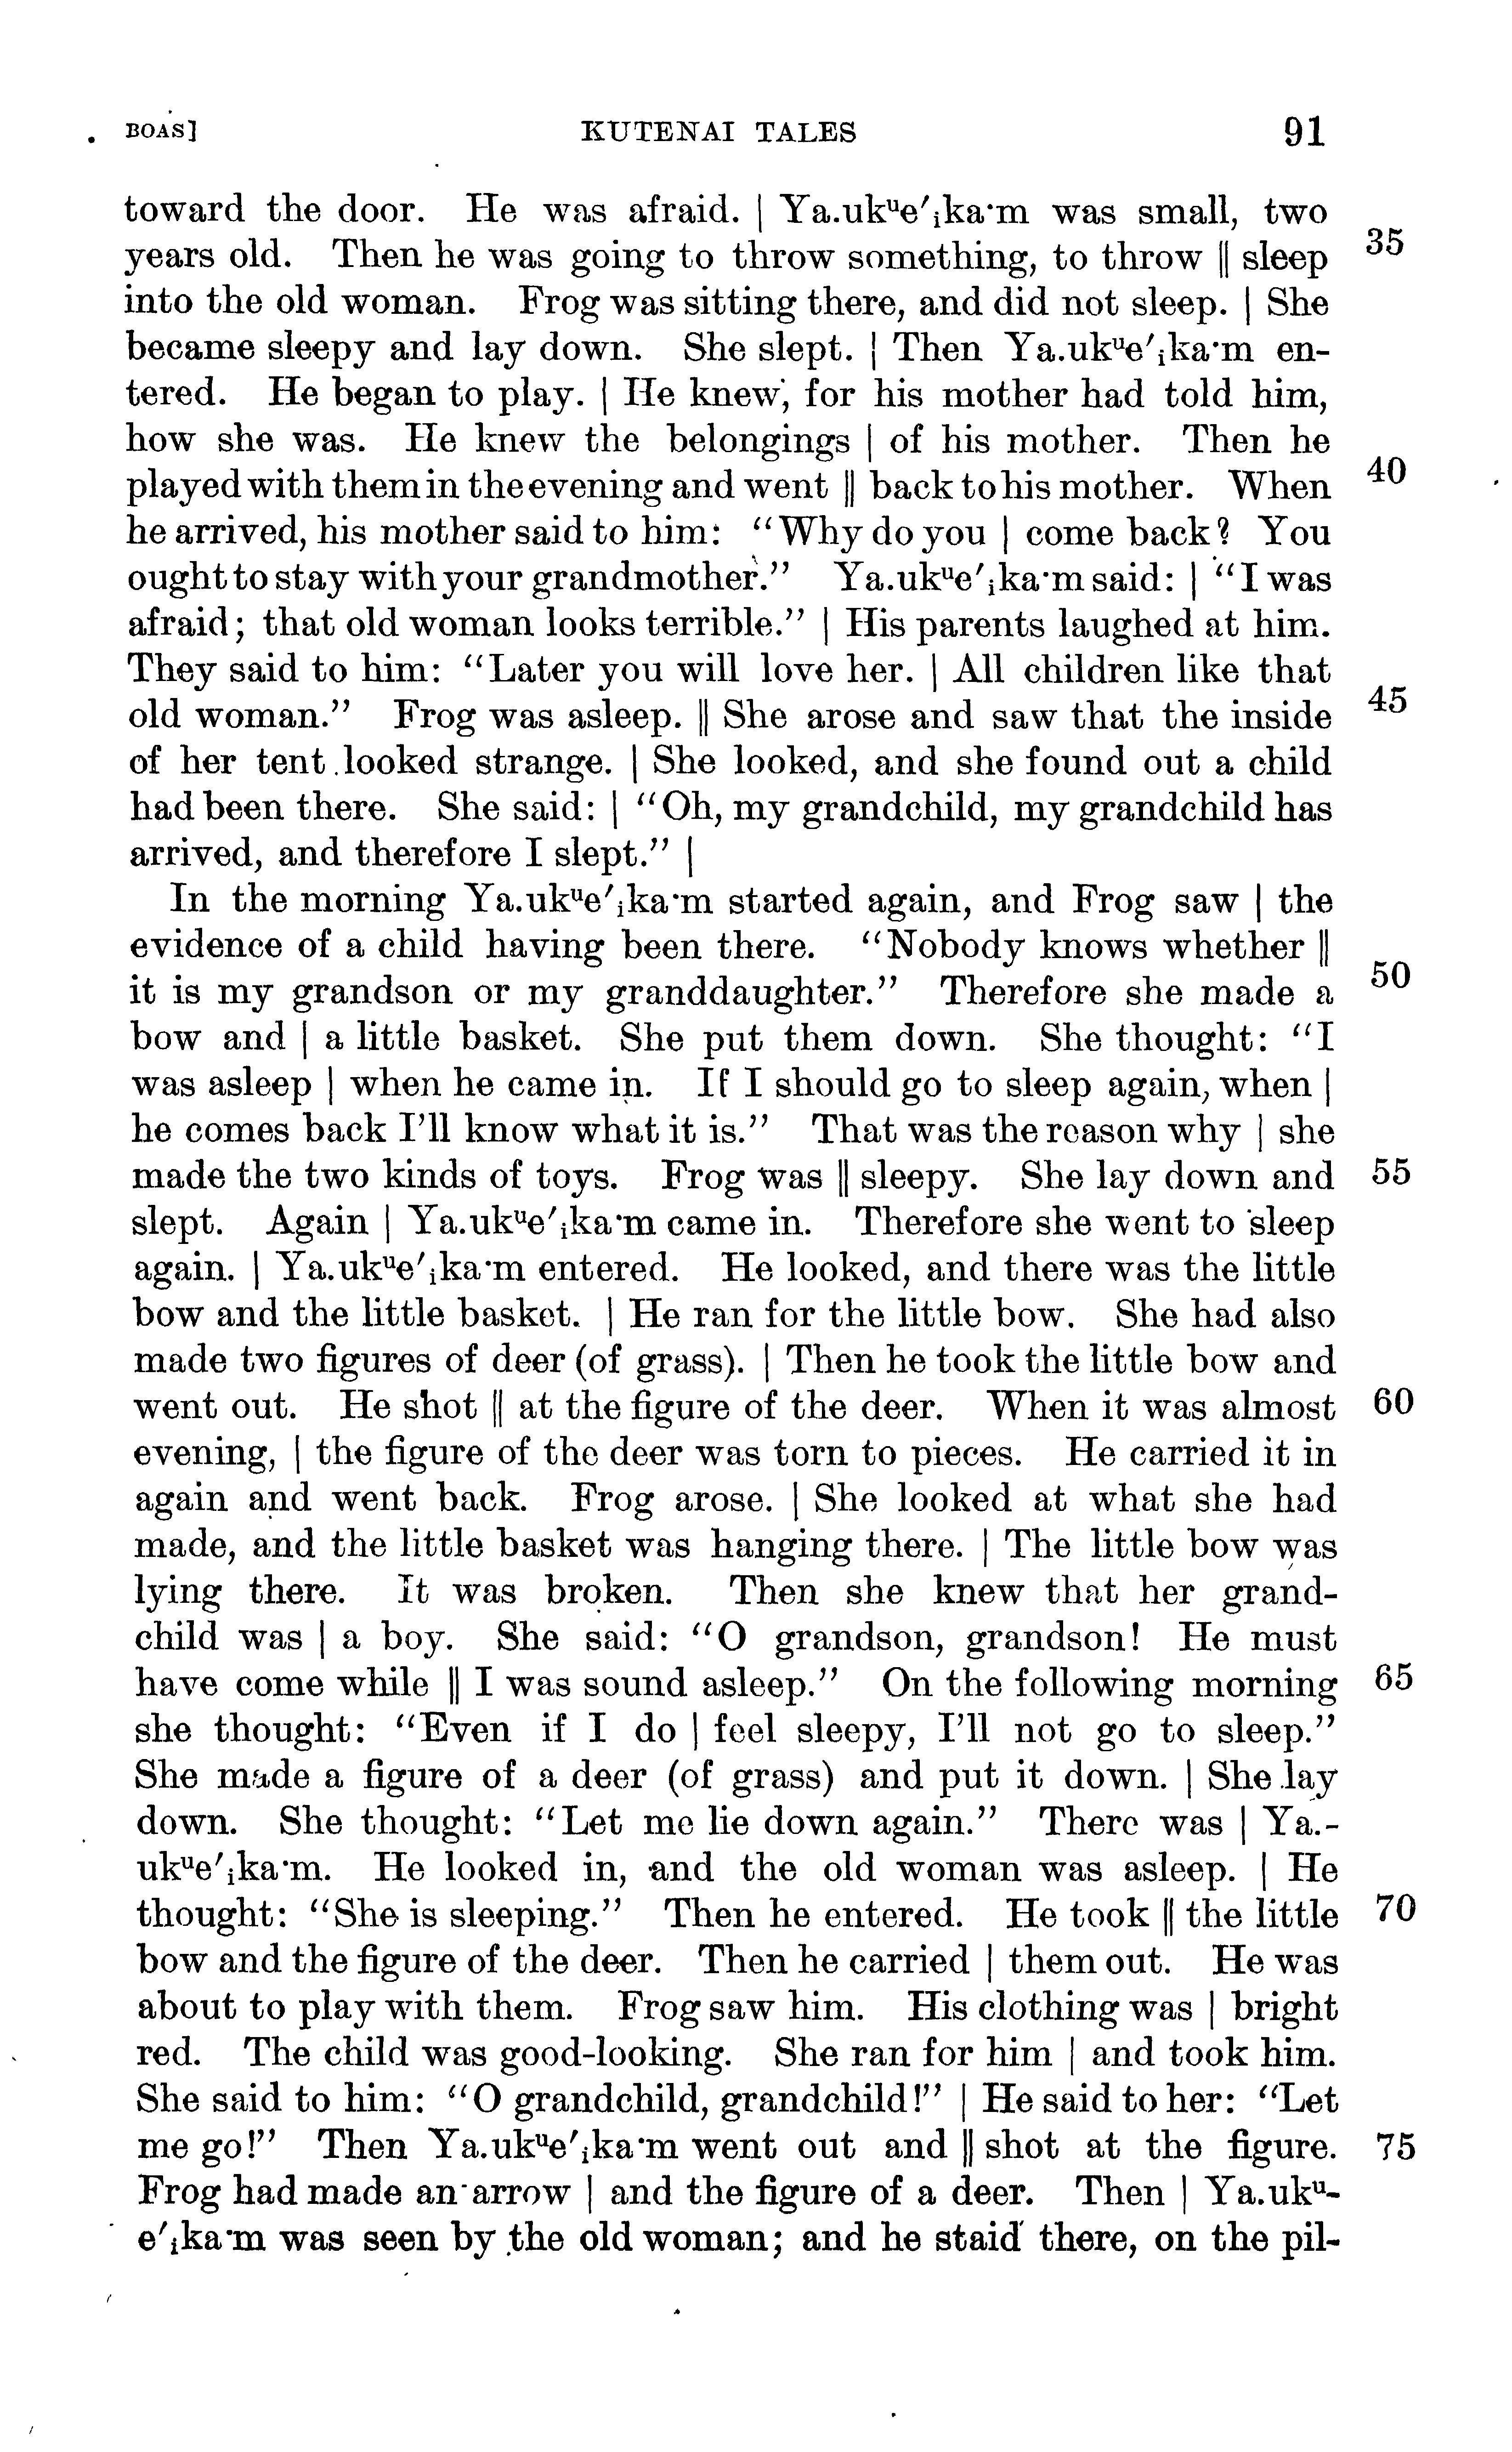 BOAS] KUTENAI TALES 91
toward the door. He was afraid. | Ya.ukᵘe′ᵢka·m was small, two
years old. Then he was going to throw something, to throw || sleep 35
into the old woman. Frog was sitting there, and did not sleep. | She
became sleepy and lay down. She slept. | Then Ya.ukᵘe′ᵢka·m en-
tered. He began to play. | He knew, for his mother had told him,
how she was. He knew the belongings | of his mother. Then he
played with them in the evening and went || back to his mother. When 40
he arrived, his mother said to him: "Why do you | come back? You
ought to stay with your grandmother." Ya.ukᵘe′ᵢka·m said: | "I was
afraid; that old woman looks terrible." | His parents laughed at him.
They said to him: "Later you will love her. | All children like that
old woman." Frog was asleep. || She arose and saw that the inside 45
of her tent looked strange. | She looked, and she found out a child
had been there. She said: | "Oh, my grandchild, my grandchild has
arrived, and therefore I slept." |
In the morning Ya.ukᵘe′ᵢka·m started again, and Frog saw | the
evidence of a child having been there. "Nobody knows whether ||
it is my grandson or my granddaughter." Therefore she made a 50
bow and | a little basket. She put them down. She thought: "I
was asleep | when he came in. If I should go to sleep again, when |
he comes back I'll know what it is." That was the reason why | she
made the two kinds of toys. Frog was || sleepy. She lay down and 55
slept. Again | Ya.ukᵘe′ᵢka·m came in. Therefore she went to sleep
again. | Ya.ukᵘe′ᵢka·m entered. He looked, and there was the little
bow and the little basket. | He ran for the little bow. She had also
made two figures of deer (of grass). | Then he took the little bow and
went out. He shot || at the figure of the deer. When it was almost 60
evening, | the figure of the deer was torn to pieces. He carried it in
again and went back. Frog arose. | She looked at what she had
made, and the little basket was hanging there. | The little bow was
lying there. It was broken. Then she knew that her grand-
child was | a boy. She said: "O grandson, grandson! He must
have come while || I was sound asleep." On the following morning 65
she thought: "Even if I do | feel sleepy, I'll not go to sleep."
She made a figure of a deer (of grass) and put it down. | She lay
down. She thought: "Let me lie down again." There was | Ya.-
ukᵘe′ᵢka·m. He looked in, and the old woman was asleep. | He
thought: "She is sleeping." Then he entered. He took || the little 70
bow and the figure of the deer. Then he carried | them out. He was
about to play with them. Frog saw him. His clothing was | bright
red. The child was good-looking. She ran for him | and took him.
She said to him: "O grandchild, grandchild!" | He said to her: "Let
me go!" Then Ya.ukᵘe′ᵢka·m went out and || shot at the figure. 75
Frog had made an arrow | and the figure of a deer. Then | Ya.ukᵘ-
e′ᵢka·m was seen by the old woman; and he staid there, on the pil-